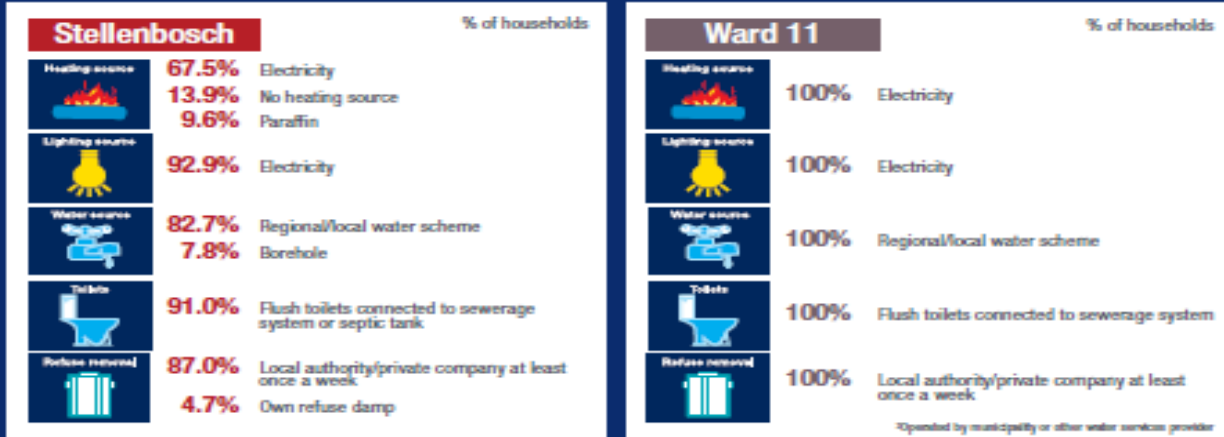 Stellenbosch
% of households
Heating source
67.5% Electricity
13.9% No heating source
9.6% Paraffin
Lighting source
92.9% Electricity
Water source
82.7% Regional/local water scheme
7.8% Borehole
Toilets
91.0% Flush toilets connected to sewerage
system or septic tank
Refuse removal
87.0% Local authority/private company at least
once a week
4.7% Own refuse damp
Ward 11
% of households
Heating source
100% Electricity
Lighting source
100% Electricity
Water source
100% Regional/local water scheme
Toilets
100% Flush toilets connected to sewerage system
Refuse removal
100% Local authority/private company at least
once a week
Operated by municipality or other water services provider